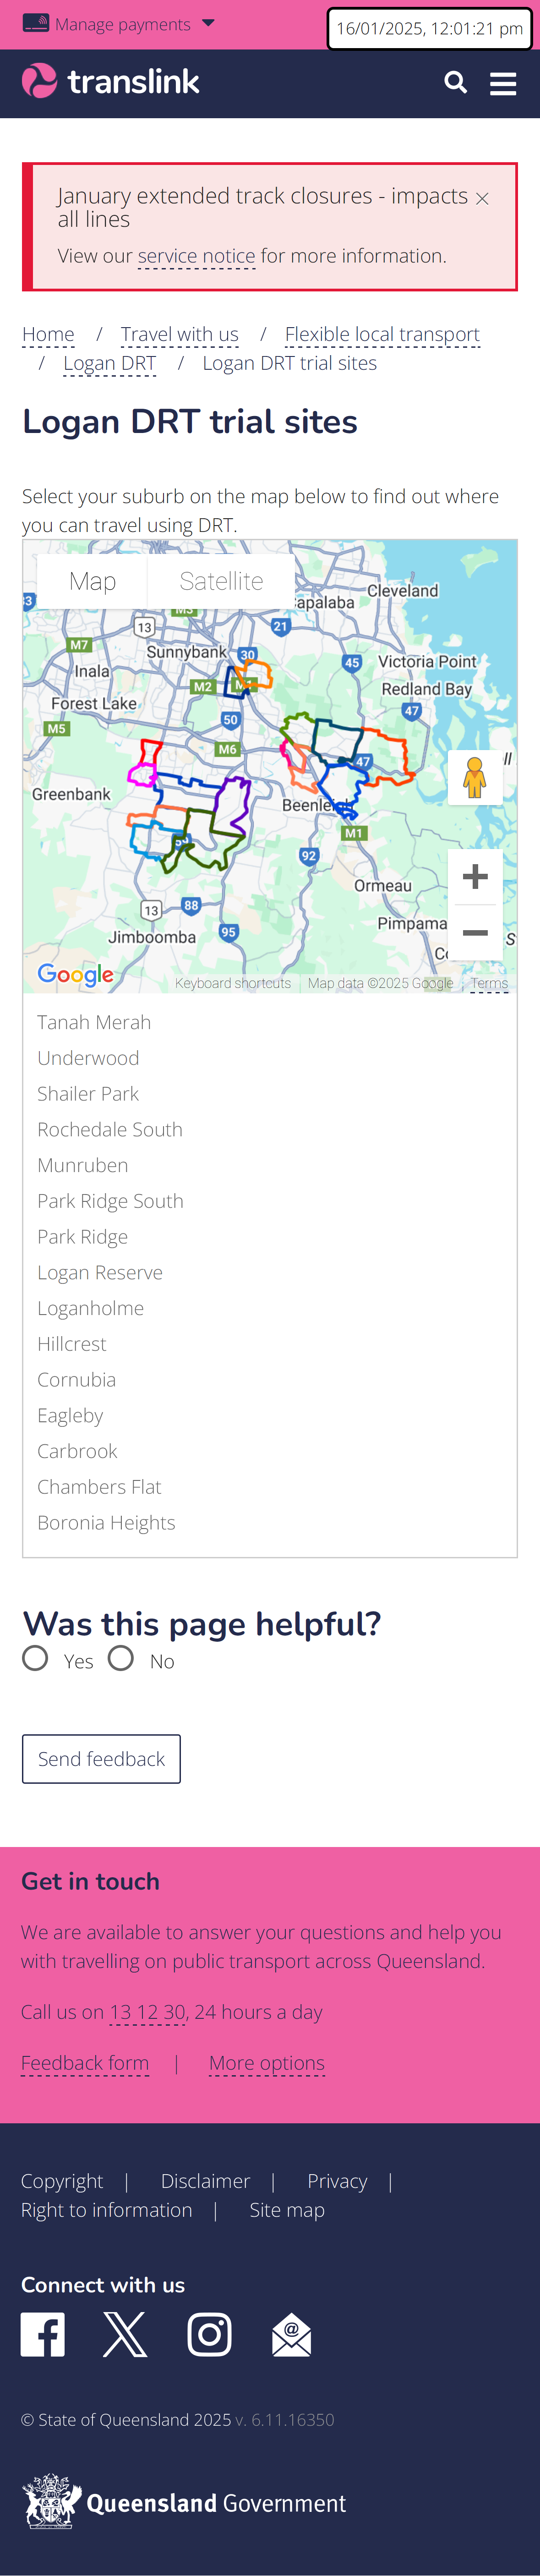 Manage payments
16/01/2025, 12:01:21 pm
translink
January extended track closures - impacts
all lines
View our service notice for more information.
Home / Travel with us / Flexible local transport
/ Logan DRT / Logan DRT trial sites
Logan DRT trial sites
Select your suburb on the map below to find out where
you can travel using DRT.
Map Satellite
Cleveland
13
21
M7
Sunnybank
30
45
Victoria Point
Inala
M2
Redland Bay
Forest Lake
47
M5
50
M6
47
Greenbank
M1
92
Ormeau
13
88
Jimboomba
95
Google
Keyboard shortcuts Map data ©2025 Google Terms
Tanah Merah
Underwood
Shailer Park
Rochedale South
Munruben
Park Ridge South
Park Ridge
Logan Reserve
Loganholme
Hillcrest
Cornubia
Eagleby
Carbrook
Chambers Flat
Boronia Heights
Was this page helpful?
Yes No
Send feedback
Get in touch
We are available to answer your questions and help you
with travelling on public transport across Queensland.
Call us on 13 12 30, 24 hours a day
Feedback form | More options
Copyright | Disclaimer | Privacy |
Right to information | Site map
Connect with us
© State of Queensland 2025 v. 6.11.16350
Queensland Government